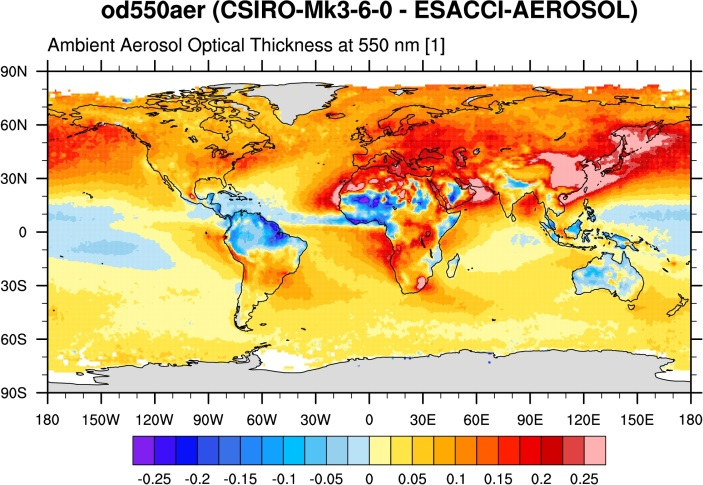 od550aer (CSIRO-Mk3-6-0 - ESACCI-AEROSOL)
Ambient Aerosol Optical Thickness at 550 nm [1]
90N
60N
30N
0
30S
60S
90S
180 150W 120W 90W 60W 30W 0 30E 60E 90E 120E 150E 180
-0.25 -0.2 -0.15 -0.1 -0.05 0 0.05 0.1 0.15 0.2 0.25